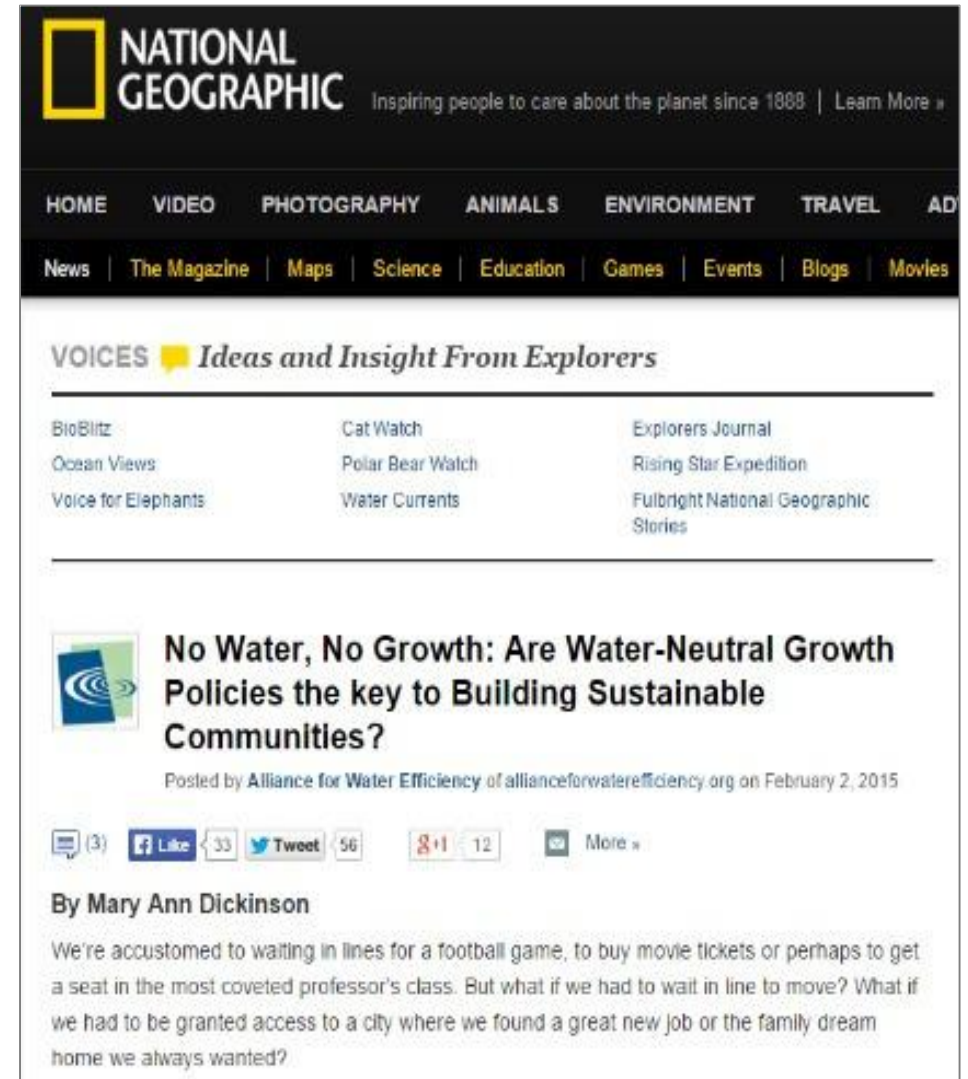 NATIONAL
GEOGRAPHIC Inspiring people to care about the planet since 1888 | Learn More »
HOME VIDEO PHOTOGRAPHY ANIMALS ENVIRONMENT TRAVEL AD
News | The Magazine | Maps | Science | Education | Games | Events | Blogs | Movies
VOICES Ideas and Insight From Explorers
BioBlitz Cat Watch Explorers Journal
Ocean Views Polar Bear Watch Rising Star Expedition
Voice for Elephants Water Currents Fulbright National Geographic
Stories
No Water, No Growth: Are Water-Neutral Growth
Policies the key to Building Sustainable
Communities?
Posted by Alliance for Water Efficiency of allianceforwaterefficiency.org on February 2, 2015
(3) Like 33 Tweet 56 g+1 12 More »
By Mary Ann Dickinson
We're accustomed to waiting in lines for a football game, to buy movie tickets or perhaps to get
a seat in the most coveted professor's class. But what if we had to wait in line to move? What if
we had to be granted access to a city where we found a great new job or the family dream
home we always wanted?